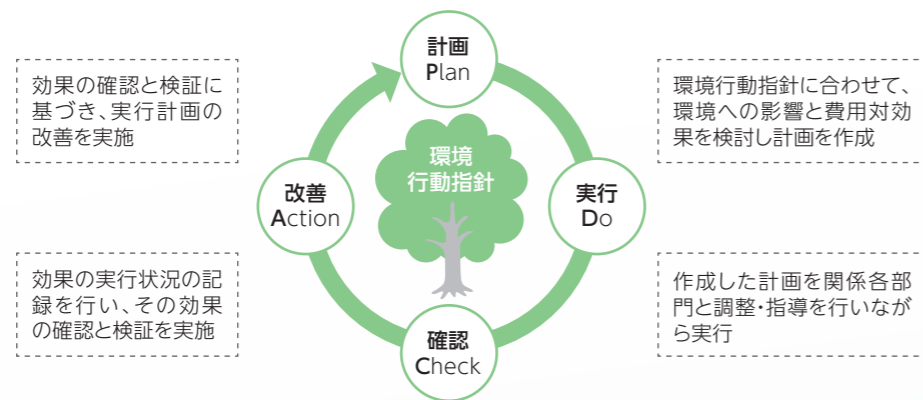 計画
Plan
効果の確認と検証に
基づき、実行計画の
改善を実施
環境行動指針に合わせて、
環境への影響と費用対効
果を検討し計画を作成
環境
行動指針
改善
Action
実行
Do
効果の実行状況の記
録を行い、その効果
の確認と検証を実施
作成した計画を関係各部
門と調整・指導を行いなが
ら実行
確認
Check